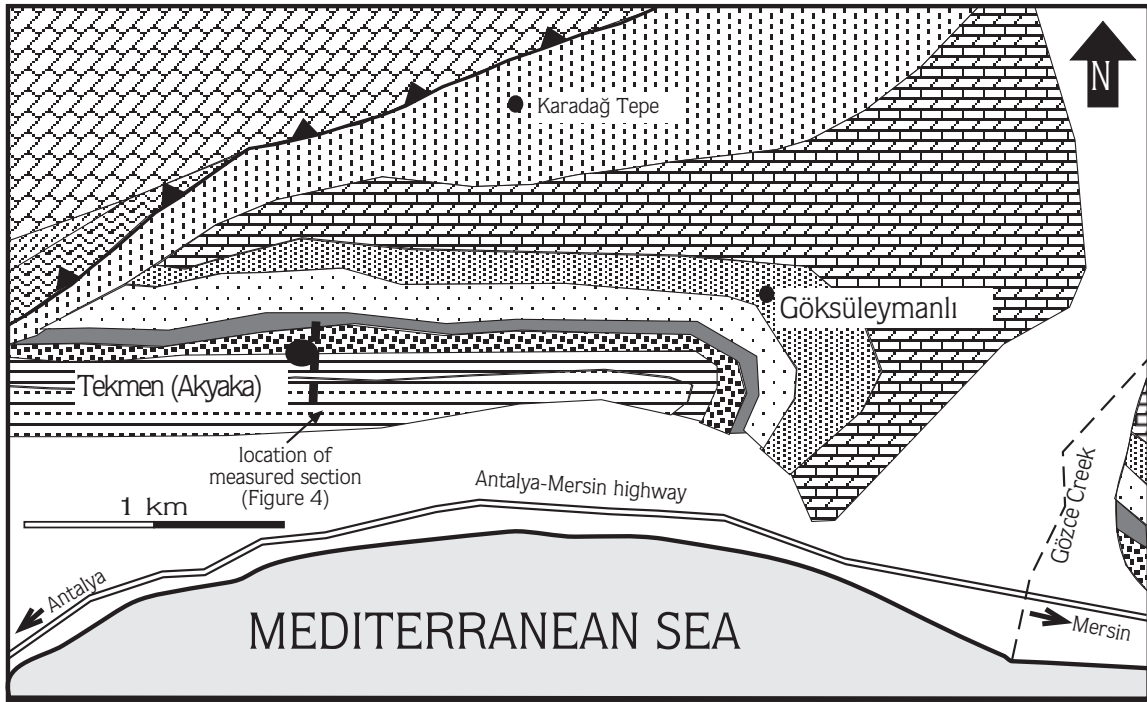 N
Karadağ Tepe
Göksüleymanlı
Tekmen (Akyaka)
location of
measured section
(Figure 4)
1 km
Antalya-Mersin highway
Gözce Creek
Antalya
Mersin
MEDITERRANEAN SEA